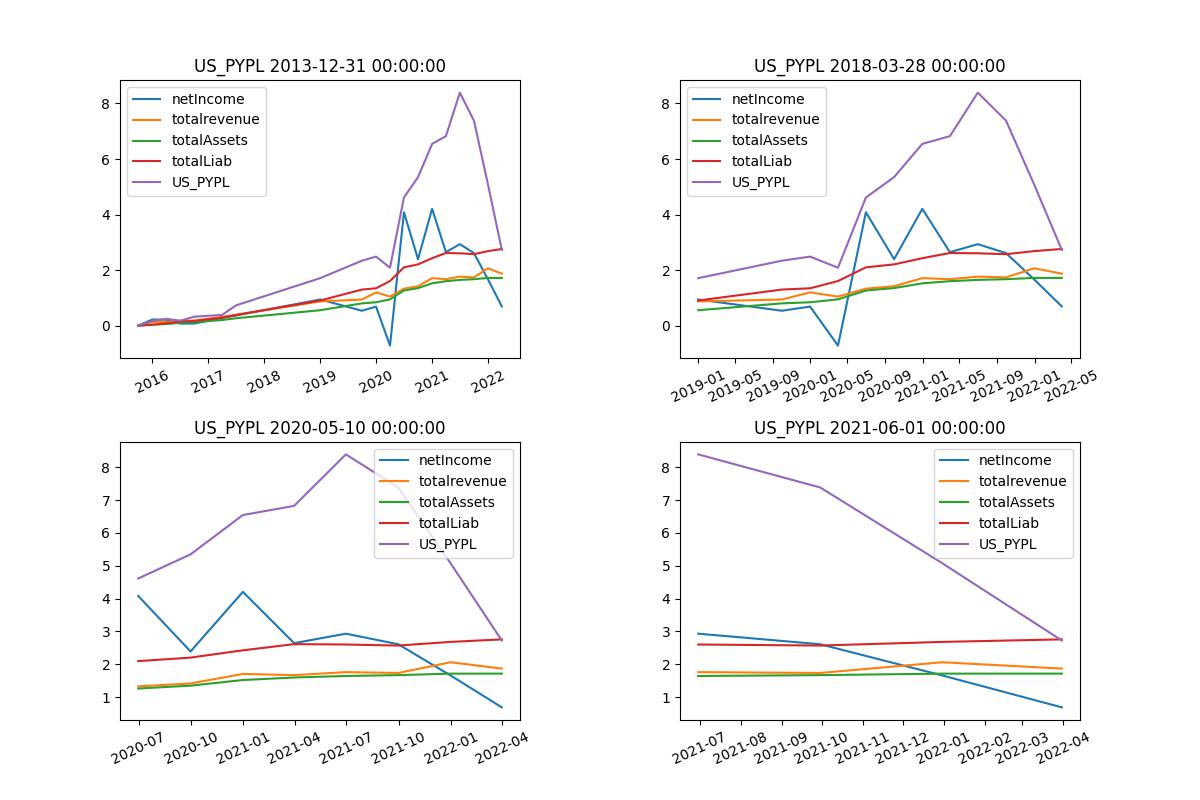 US_PYPL 2013-12-31 00:00:00
netIncome
totalrevenue
totalAssets
totalLiab
US_PYPL
8
6
4
2
0
2016
2017
2018
2019
2020
2021
2022
US_PYPL 2018-03-28 00:00:00
netIncome
totalrevenue
totalAssets
totalLiab
US_PYPL
8
6
4
2
0
2019-01
2019-05
2019-09
2020-01
2020-05
2020-09
2021-01
2021-05
2021-09
2022-01
2022-05
US_PYPL 2020-05-10 00:00:00
netIncome
totalrevenue
totalAssets
totalLiab
US_PYPL
8
7
6
5
4
3
2
1
2020-07
2020-10
2021-01
2021-04
2021-07
2021-10
2022-01
2022-04
US_PYPL 2021-06-01 00:00:00
netIncome
totalrevenue
totalAssets
totalLiab
US_PYPL
8
7
6
5
4
3
2
1
2021-07
2021-08
2021-09
2021-10
2021-11
2021-12
2022-01
2022-02
2022-03
2022-04